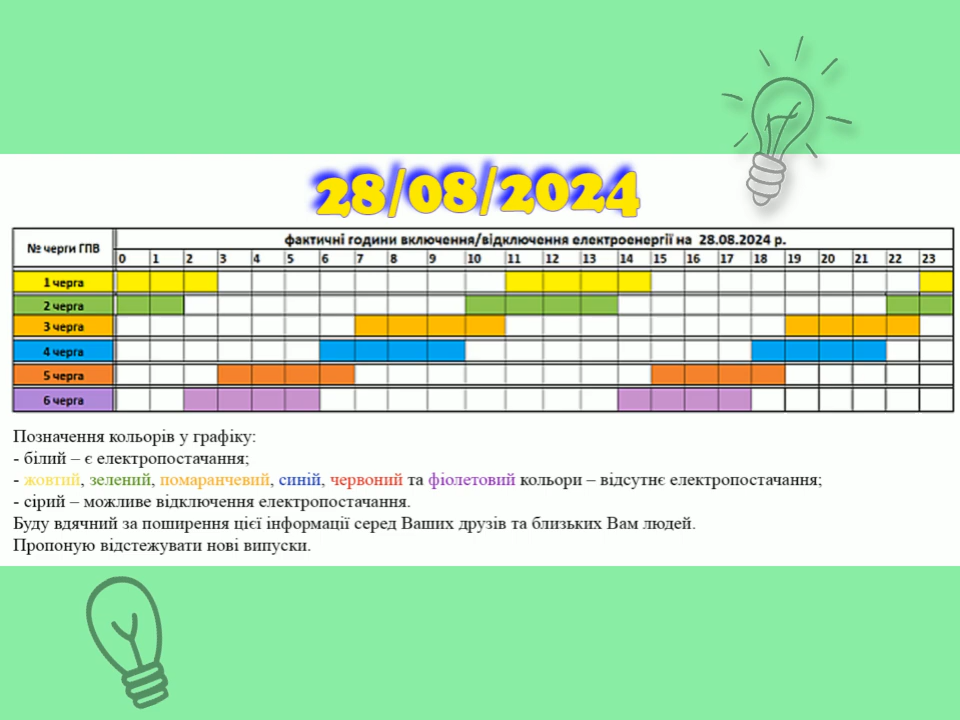 28/08/2024
№ черги ГПВ
фактичні години включення/відключення електроенергії на 28.08.2024 р.
0 1 2 3 4 5 6 7 8 9 10 11 12 13 14 15 16 17 18 19 20 21 22 23
1 черга
2 черга
3 черга
4 черга
5 черга
6 черга
Позначення кольорів у графіку:
- білий – є електропостачання;
- жовтий, зелений, помаранчевий, синій, червоний та фіолетовий кольори – відсутнє електропостачання;
- сірий – можливе відключення електропостачання.
Буду вдячний за поширення цієї інформації серед Ваших друзів та близьких Вам людей.
Пропоную відстежувати нові випуски.